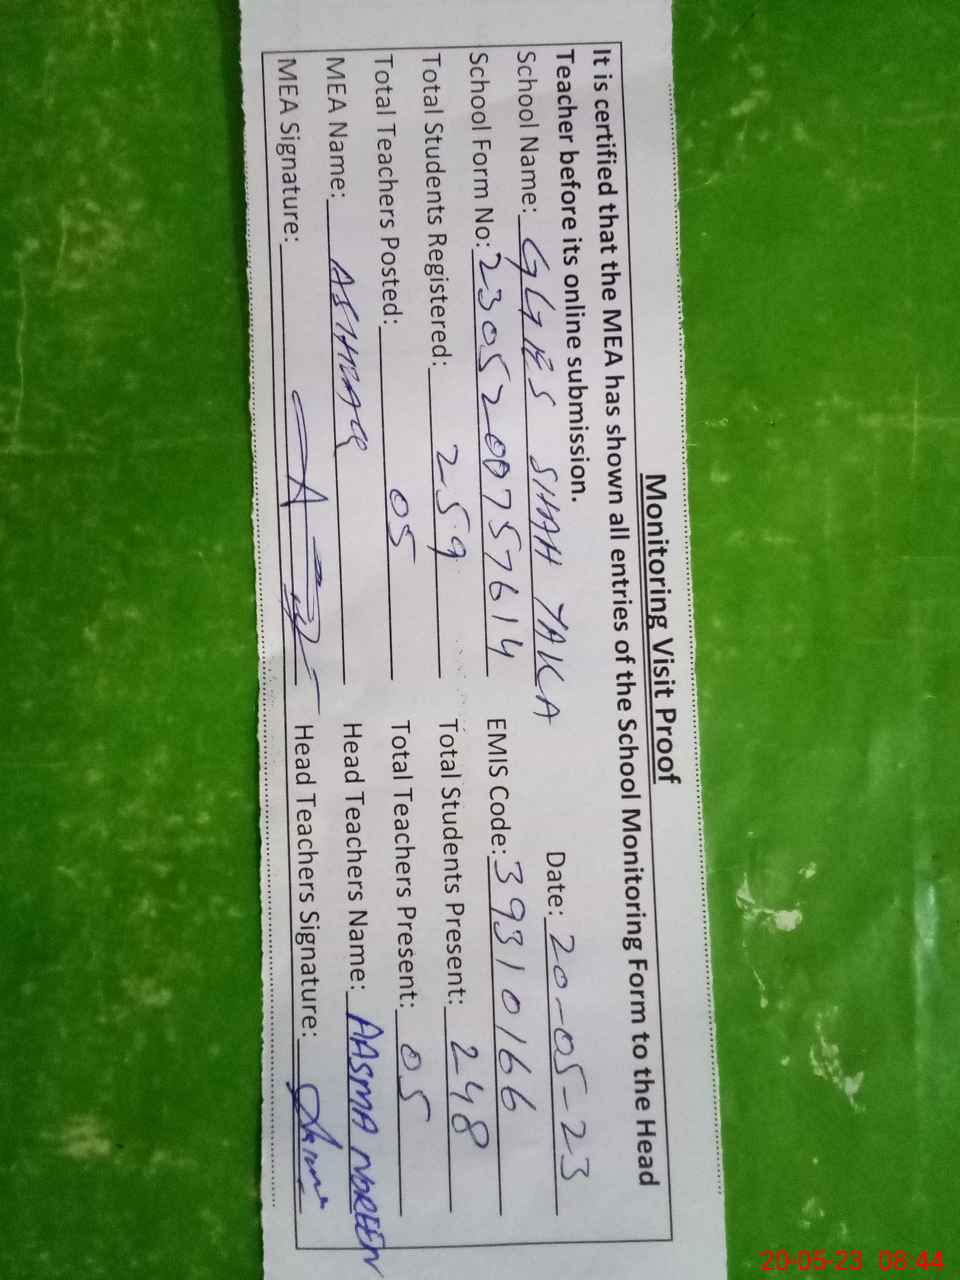 Monitoring Visit Proof
It is certified that the MEA has shown all entries of the School Monitoring Form to the Head
Teacher before its online submission.
Date: 20-05-23
School Name: GGPS SHAH YAKA
School Form No: 2305200757614 EMIS Code: 39310166
Total Students Registered: 259 Total Students Present: 248
Total Teachers Posted: 05 Total Teachers Present: 05
MEA Name: ASHFAQ Head Teachers Name: AASMA NOREEN
MEA Signature: Head Teachers Signature:
20-05-23 08:44